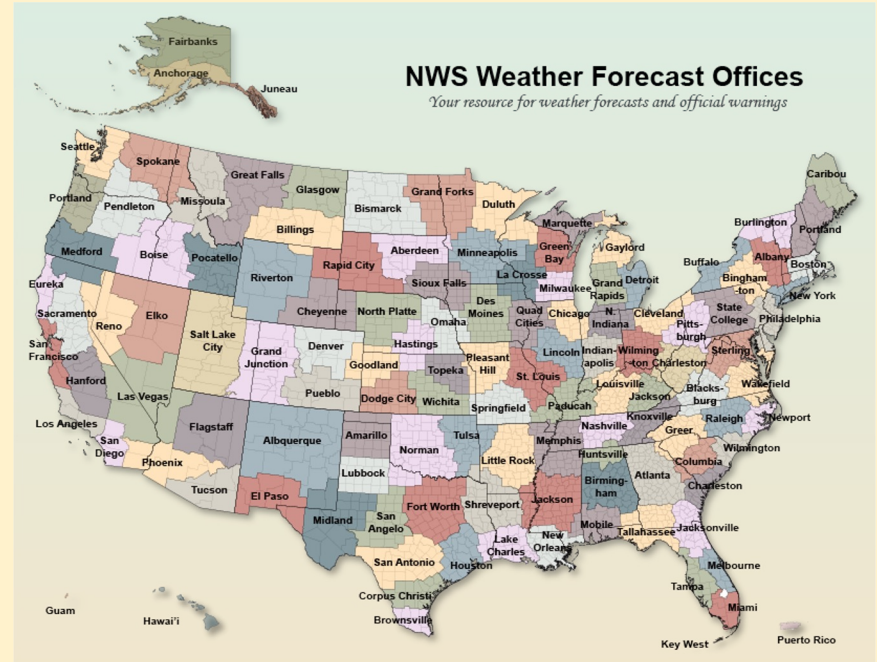 NWS Weather Forecast Offices
Your resource for weather forecasts and official warnings
Fairbanks
Anchorage
Juneau
Seattle
Spokane
Great Falls
Glasgow
Portland
Pendleton
Missoula
Bismarck
Grand Forks
Duluth
Marquette
Caribou
Billings
Medford
Boise
Pocatello
Riverton
Rapid City
Aberdeen
Minneapolis
Green
Bay
Gaylord
Burlington
Portland
Buffalo
Albany
Boston
Eureka
La Crosse
Sioux Falls
Milwaukee
Grand
Rapids
Detroit
Bingham
-ton
New York
Sacramento
Reno
Elko
Salt Lake
City
Cheyenne
North Platte
Omaha
Des
Moines
Quad
Cities
Chicago
N.
Indiana
Cleveland
Pitts-
burgh
State
College
Philadelphia
San
Francisco
Grand
Junction
Denver
Hastings
Goodland
Topeka
Pleasant
Hill
Lincoln
Indian-
apolis
Wilming
-ton
Charleston
Sterling
Hanford
Las Vegas
Pueblo
Dodge City
Wichita
St. Louis
Louisville
Jackson
Blacks-
burg
Wakefield
Springfield
Paducah
Knoxville
Raleigh
Newport
Los Angeles
San
Diego
Phoenix
Flagstaff
Albquerque
Amarillo
Norman
Tulsa
Little Rock
Memphis
Nashville
Huntsville
Greer
Wilmington
Tucson
El Paso
Lubbock
Columbia
Charleston
Midland
San
Angelo
Fort Worth
Shreveport
Jackson
Birming-
ham
Atlanta
Mobile
Tallahassee
Jacksonville
San Antonio
Houston
Lake
Charles
New
Orleans
Corpus Christi
Brownsville
Melbourne
Tampa
Miami
Key West
Guam
Hawai'i
Puerto Rico